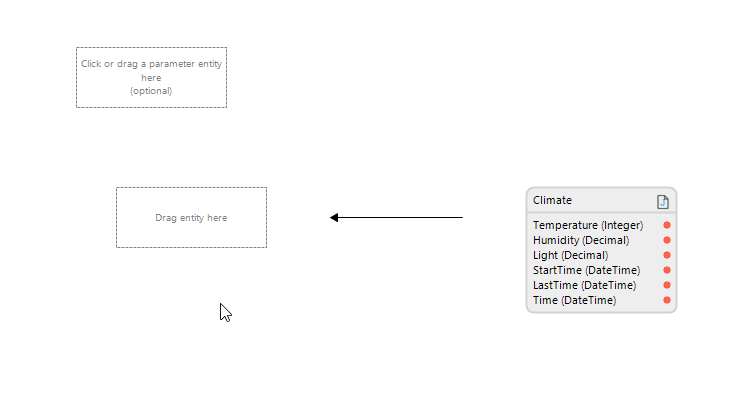 Click or drag a parameter entity
here
(optional)
Drag entity here
Climate
Temperature (Integer)
Humidity (Decimal)
Light (Decimal)
StartTime (DateTime)
LastTime (DateTime)
Time (DateTime)